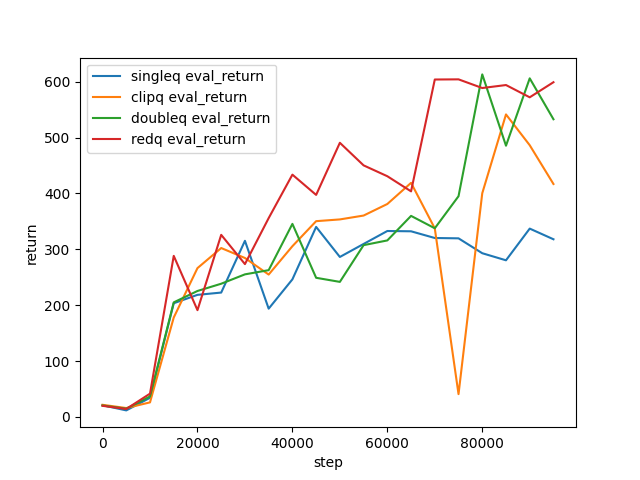 singleq eval_return
clipq eval_return
doubleq eval_return
redq eval_return
600
500
400
300
200
100
0
return
0 20000 40000 60000 80000
step